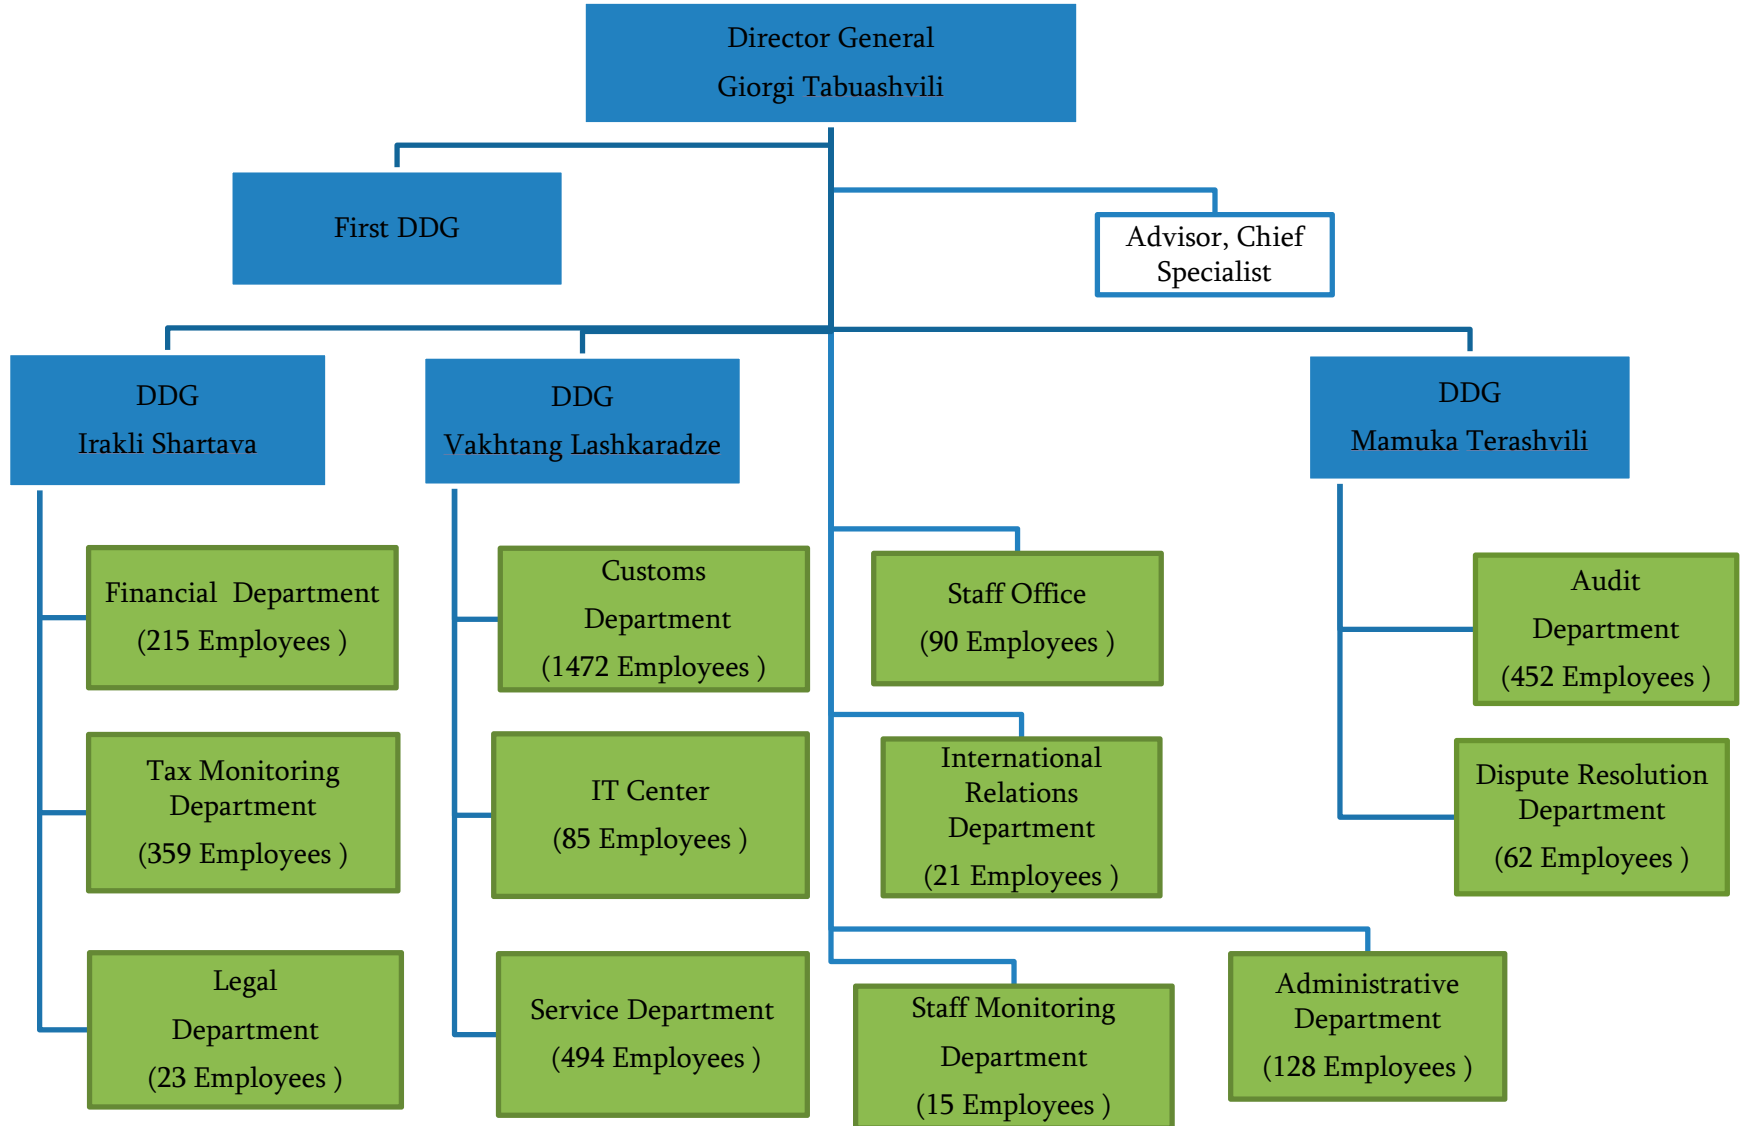 Director General
Giorgi Tabuashvili
First DDG
Advisor, Chief
Specialist
DDG
Irakli Shartava
DDG
Vakhtang Lashkaradze
DDG
Mamuka Terashvili
Financial Department
(215 Employees )
Tax Monitoring
Department
(359 Employees )
Legal
Department
(23 Employees )
Customs
Department
(1472 Employees )
IT Center
(85 Employees )
Service Department
(494 Employees )
Staff Office
(90 Employees )
International
Relations
Department
(21 Employees )
Staff Monitoring
Department
(15 Employees )
Administrative
Department
(128 Employees )
Audit
Department
(452 Employees )
Dispute Resolution
Department
(62 Employees )